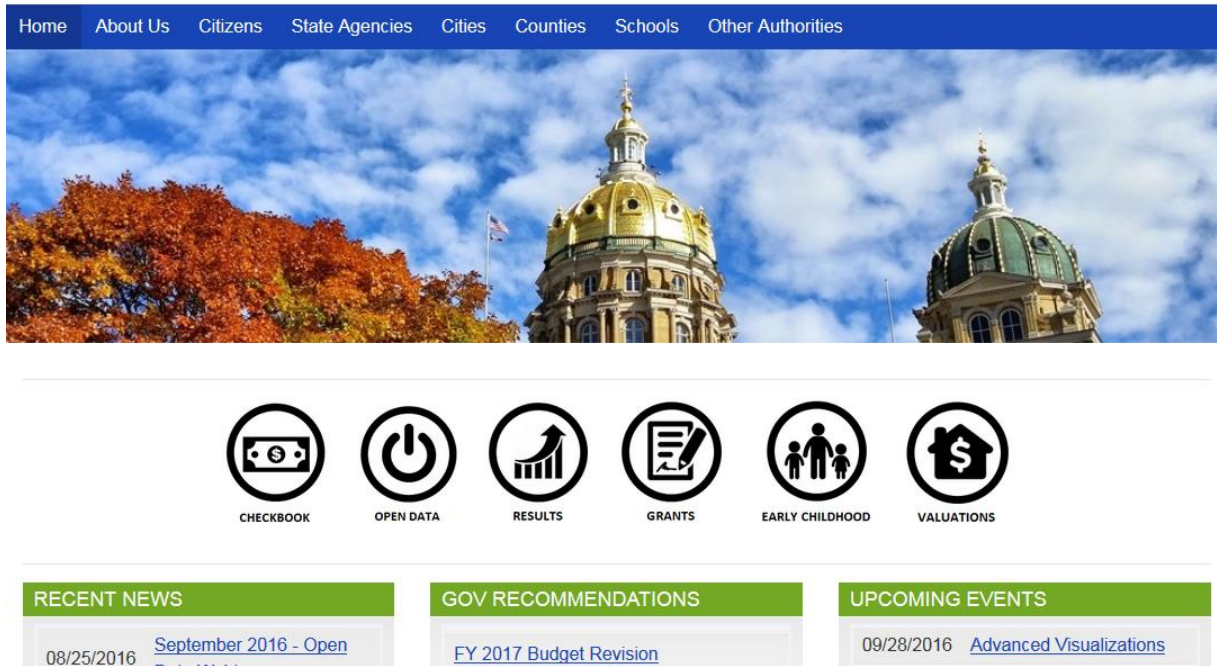 Home About Us Citizens State Agencies Cities Counties Schools Other Authorities
CHECKBOOK OPEN DATA RESULTS GRANTS EARLY CHILDHOOD VALUATIONS
RECENT NEWS
08/25/2016 September 2016 - Open
GOV RECOMMENDATIONS
FY 2017 Budget Revision
UPCOMING EVENTS
09/28/2016 Advanced Visualizations